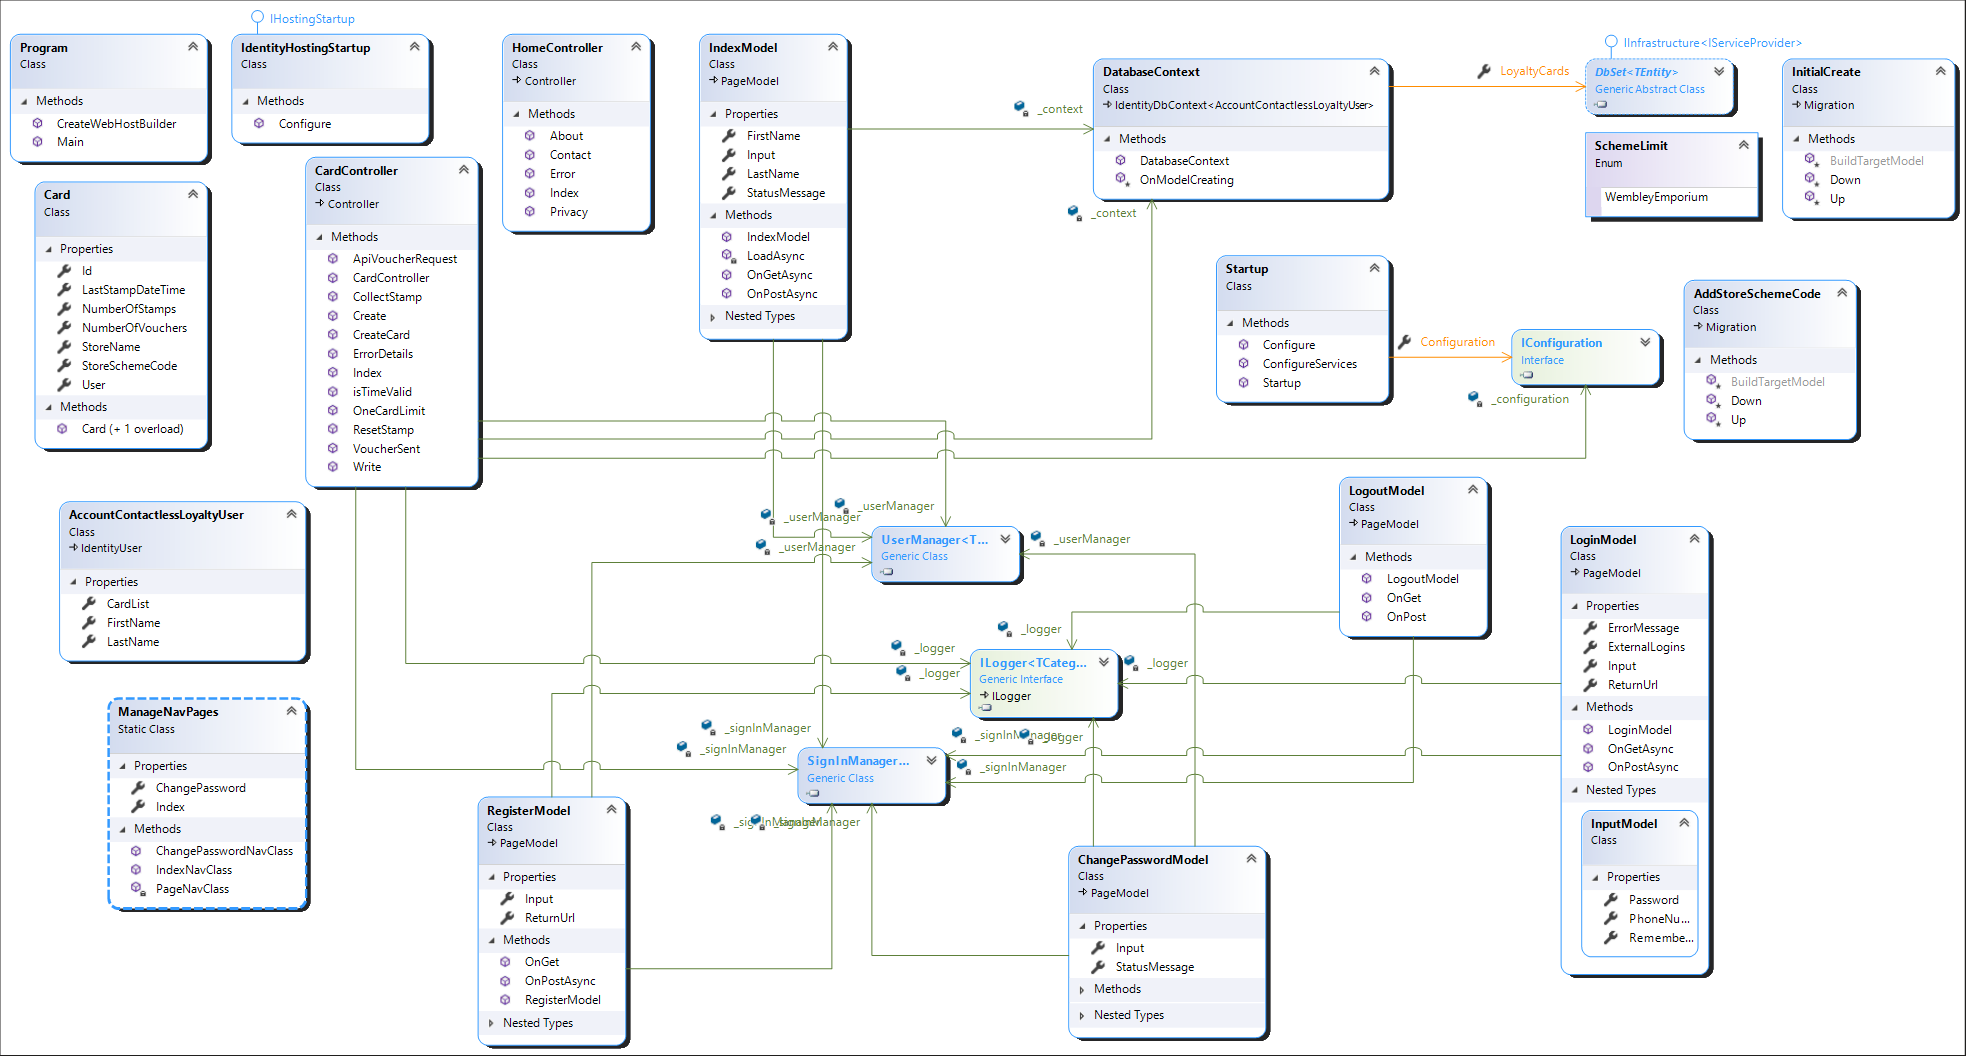 IHostingStartup
Program
Class
Methods
CreateWebHostBuilder
Main
IdentityHostingStartup
Class
Methods
Configure
HomeController
Class
Controller
Methods
About
Contact
Error
Index
Privacy
IndexModel
Class
PageModel
Properties
FirstName
Input
LastName
StatusMessage
Methods
IndexModel
LoadAsync
OnGetAsync
OnPostAsync
Nested Types
_context
DatabaseContext
Class
IdentityDbContext<AccountContactlessLoyaltyUser>
Methods
DatabaseContext
OnModelCreating
_context
LoyaltyCards
IInfrastructure<IServiceProvider>
DbSet<TEntity>
Generic Abstract Class
SchemeLimit
Enum
WembleyEmporium
InitialCreate
Class
Migration
Methods
BuildTargetModel
Down
Up
Card
Class
Properties
Id
LastStampDateTime
NumberOfStamps
NumberOfVouchers
StoreName
StoreSchemeCode
User
Methods
Card (+ 1 overload)
CardController
Class
Controller
Methods
ApiVoucherRequest
CardController
CollectStamp
Create
CreateCard
ErrorDetails
Index
isTimeValid
OneCardLimit
ResetStamp
VoucherSent
Write
Startup
Class
Methods
Configure
ConfigureServices
Startup
Configuration
IConfiguration
Interface
_configuration
AddStoreSchemeCode
Class
Migration
Methods
BuildTargetModel
Down
Up
AccountContactlessLoyaltyUser
Class
IdentityUser
Properties
CardList
FirstName
LastName
_userManager
_userManager
_userManager
UserManager<T...
Generic Class
_userManager
LogoutModel
Class
PageModel
Methods
LogoutModel
OnGet
OnPost
LoginModel
Class
PageModel
Properties
ErrorMessage
ExternalLogins
Input
ReturnUrl
Methods
LoginModel
OnGetAsync
OnPostAsync
Nested Types
InputModel
Class
Properties
Password
PhoneNu...
Remembe...
_logger
_logger
_logger
ILogger<TCateg...
Generic Interface
ILogger
_logger
ManageNavPages
Static Class
Properties
ChangePassword
Index
Methods
ChangePasswordNavClass
IndexNavClass
PageNavClass
_signInManager
_signInManager
_signInManager
_logger
SignInManager...
Generic Class
_signInManager
_signInManager
_signInManager
RegisterModel
Class
PageModel
Properties
Input
ReturnUrl
Methods
OnGet
OnPostAsync
RegisterModel
Nested Types
ChangePasswordModel
Class
PageModel
Properties
Input
StatusMessage
Methods
Nested Types